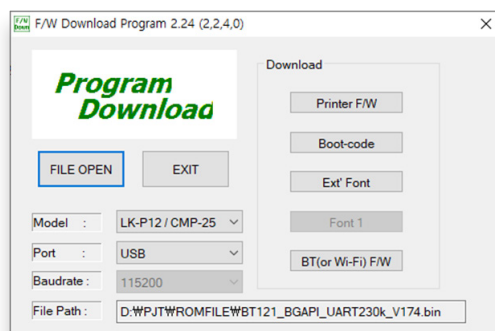 F/W Download Program 2.24 (2,2,4,0)
Program
Download
Download
Printer F/W
Boot-code
FILE OPEN
EXIT
Ext' Font
Model :
LK-P12 / CMP-25
Font 1
Port :
USB
BT(or Wi-Fi) F/W
Baudrate :
115200
File Path :
D:₩PJT₩ROMFILE₩BT121_BGAPI_UART230k_V174.bin